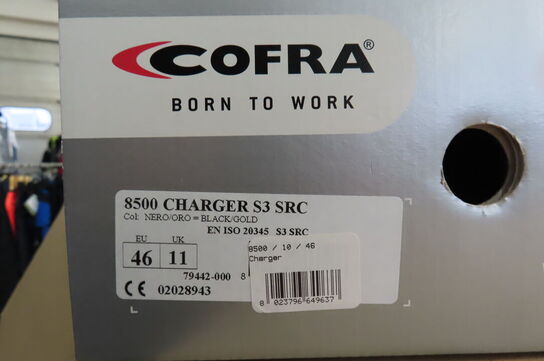 COFRA®
BORN TO WORK
8500 CHARGER S3 SRC
Col: NERO/ORO = BLACK/GOLD
EN ISO 20345 S3 SRC
EU UK
46 11
79442-000 8
CE 02028943
8500 / 10 / 46
Charger
8 023796 649637